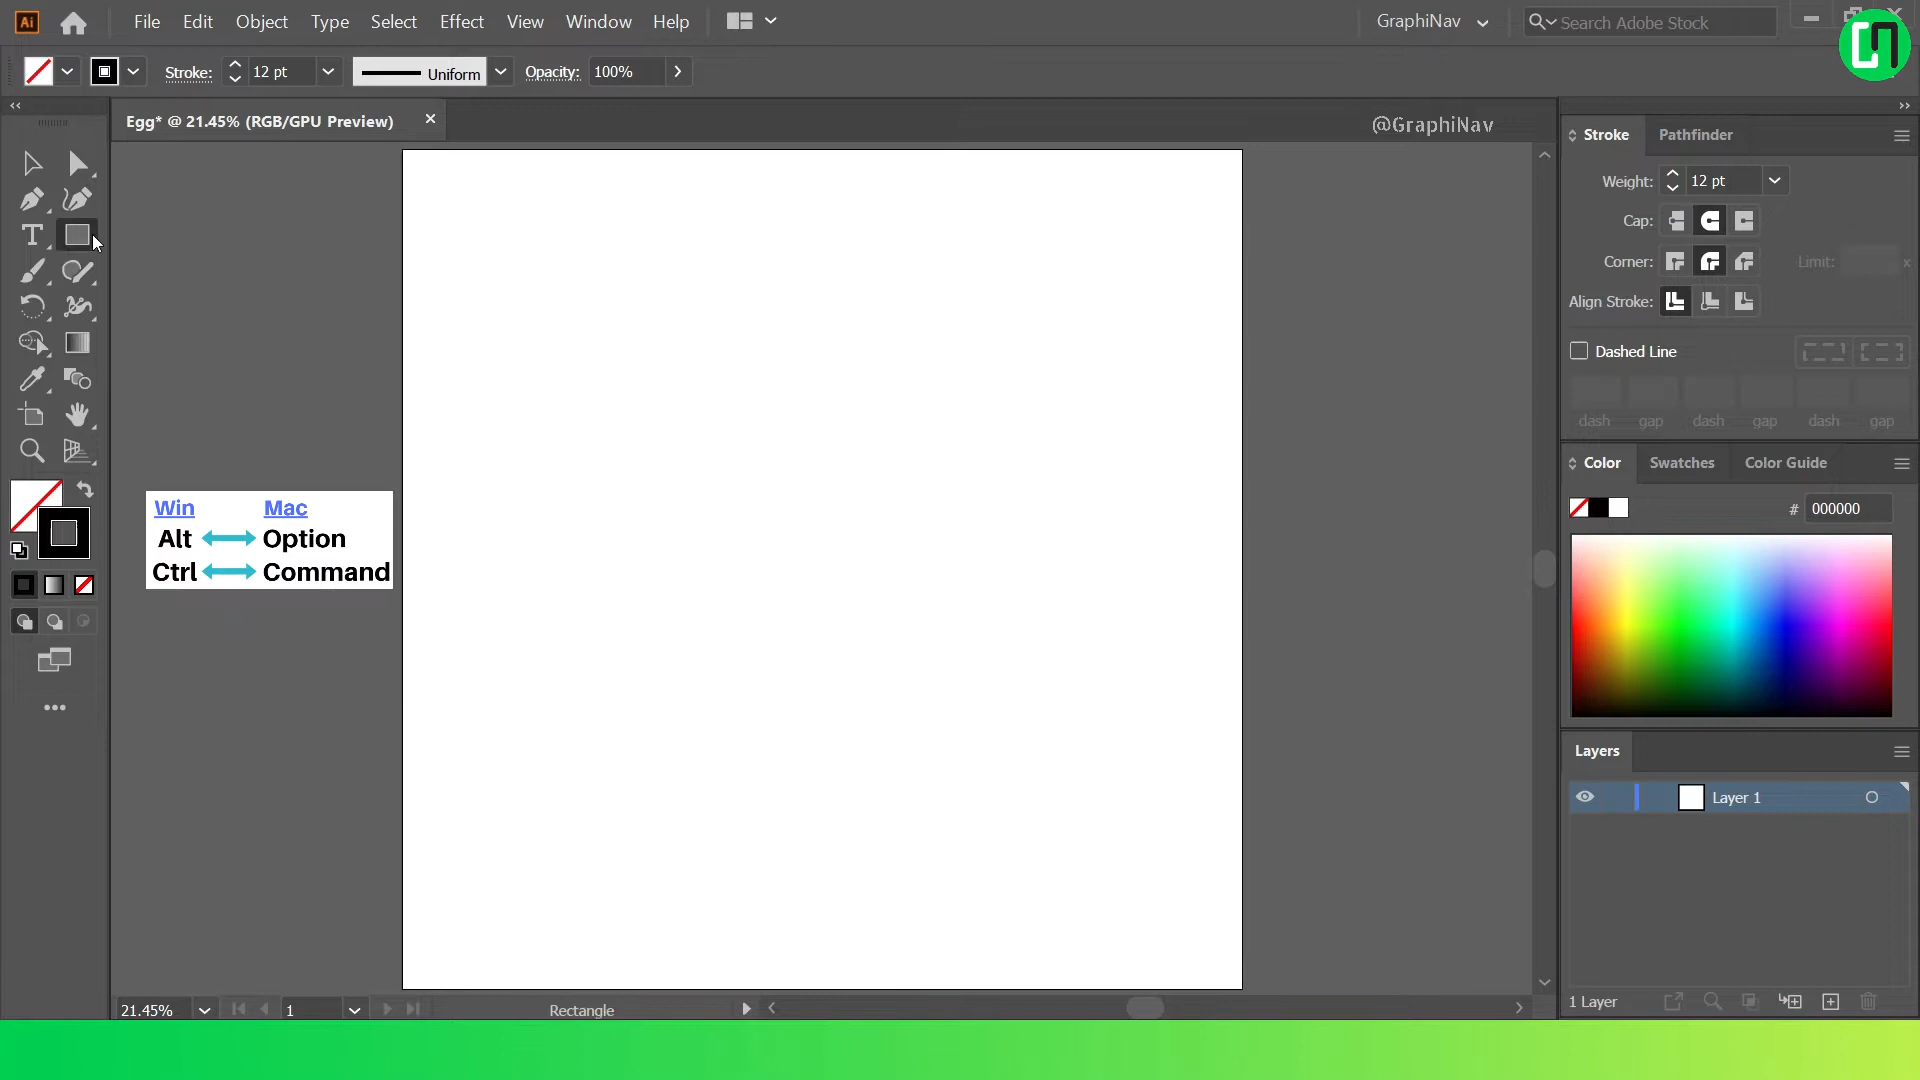 Ai File Edit Object Type Select Effect View Window Help GraphiNav Search Adobe Stock
Stroke: 12 pt Uniform Opacity: 100%
Egg* @ 21.45% (RGB/GPU Preview) × @GraphiNav
Stroke Pathfinder
Weight: 12 pt
Cap:
Corner: Limit: x
Align Stroke:
Dashed Line
dash gap dash gap dash gap
Color Swatches Color Guide
# 000000
Win Mac
Alt Option
Ctrl Command
Layers
Layer 1
1 Layer
21.45% 1 Rectangle